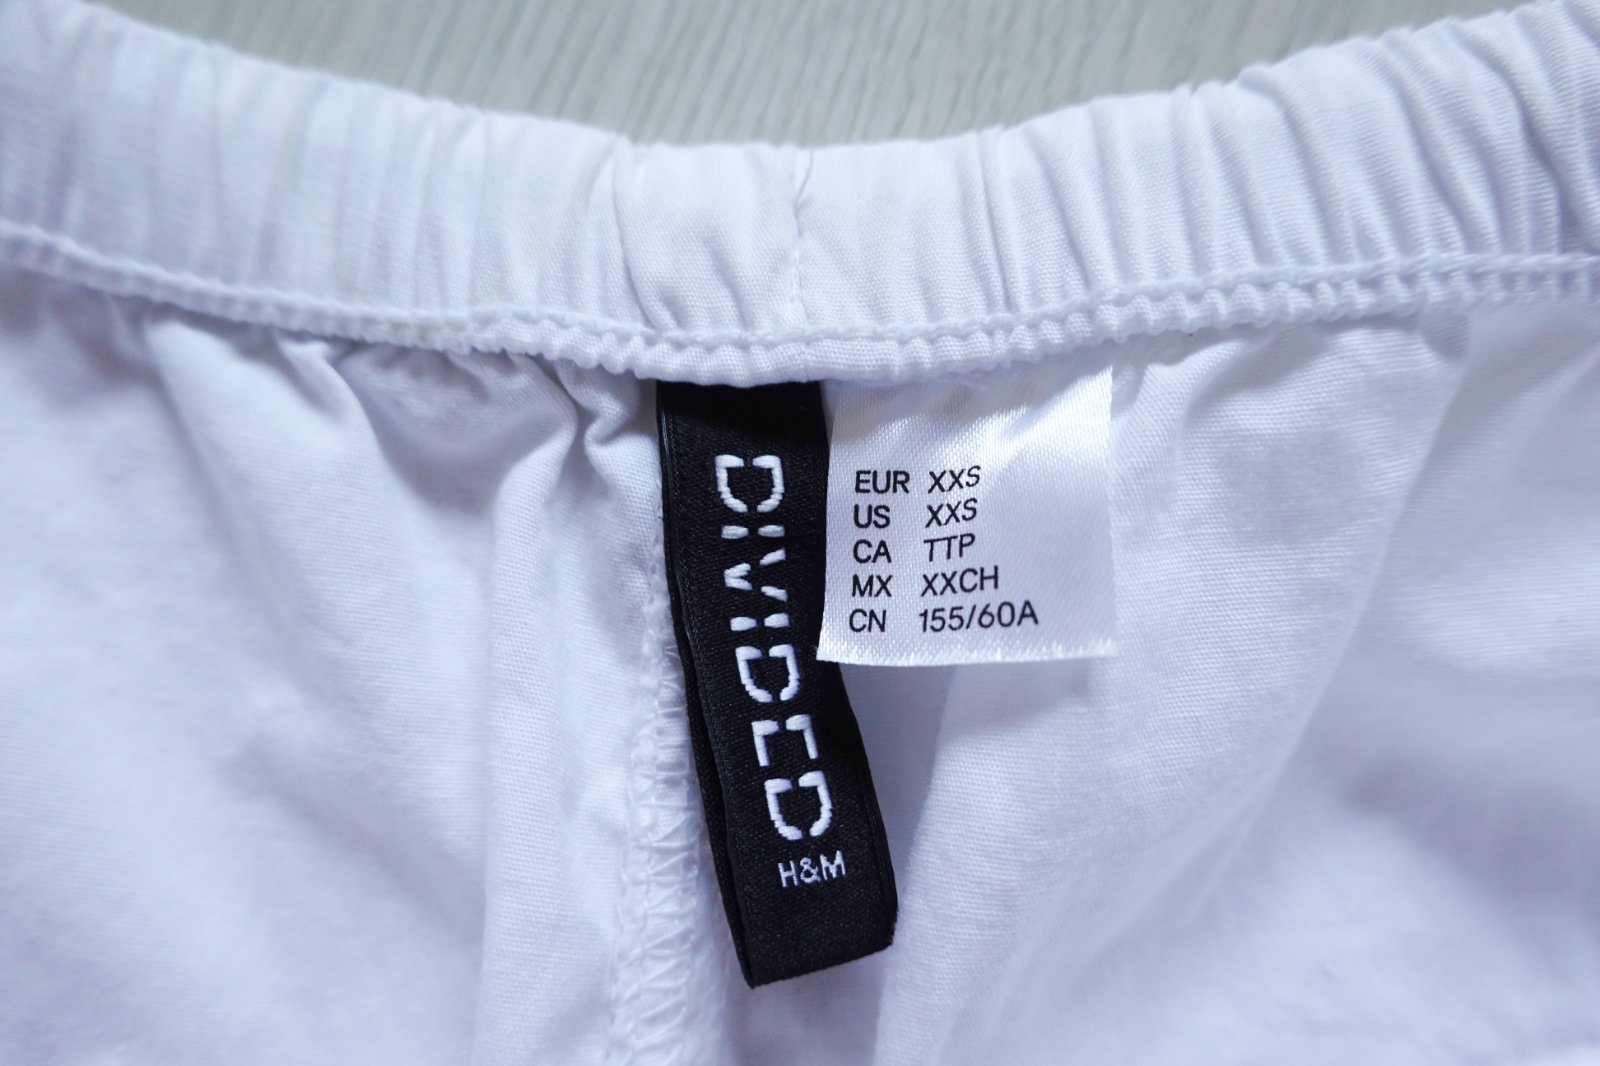 DIVIDED
H&M
EUR XXS
US XXS
CA TTP
MX XXCH
CN 155/60A